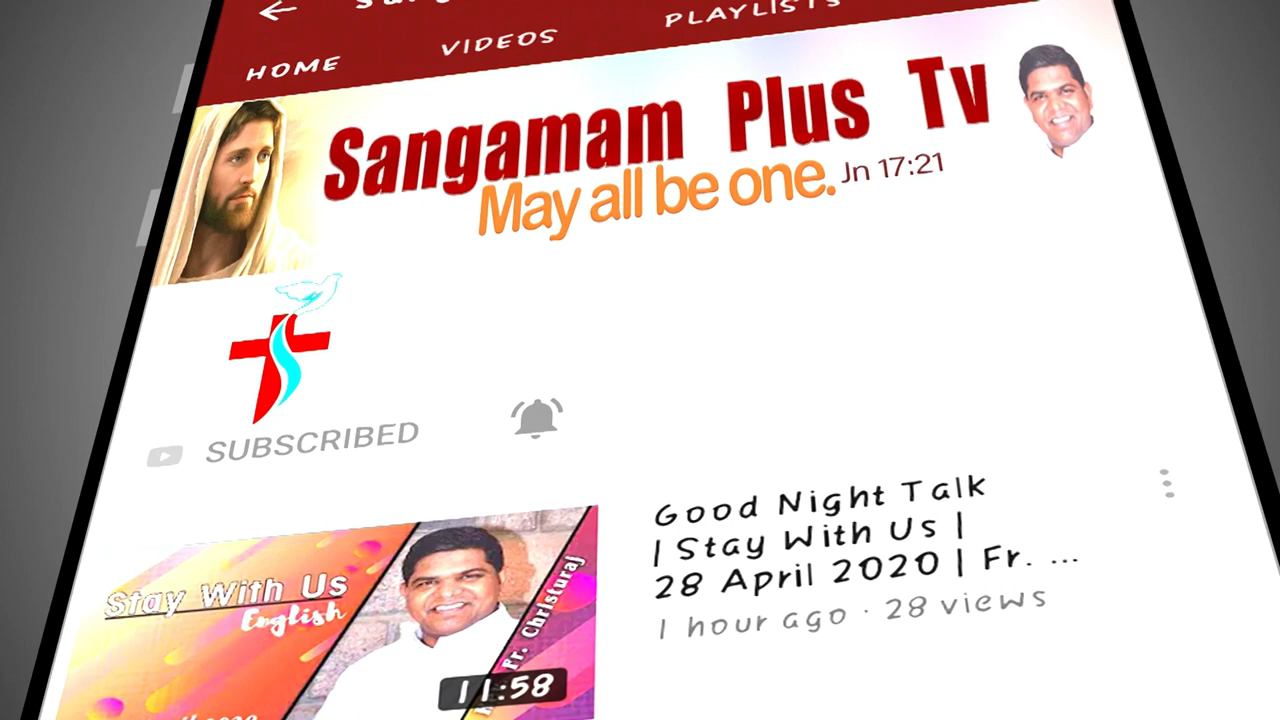 HOME
VIDEOS
PLAYLISTS
Sangamam Plus Tv
May all be one. Jn 17:21
SUBSCRIBED
Good Night Talk
| Stay With Us |
28 April 2020 | Fr. ...
1 hour ago · 28 views
Stay With Us
English
Fr. Christuraj
11:58